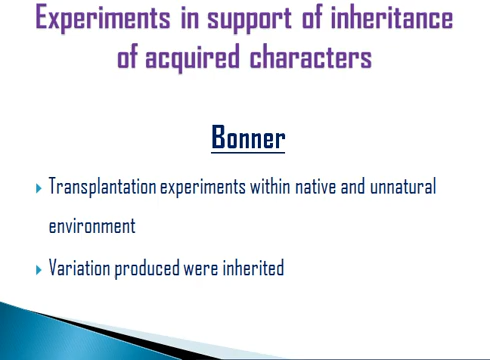 Experiments in support of inheritance
of acquired characters
Bonner
Transplantation experiments within native and unnatural
environment
Variation produced were inherited